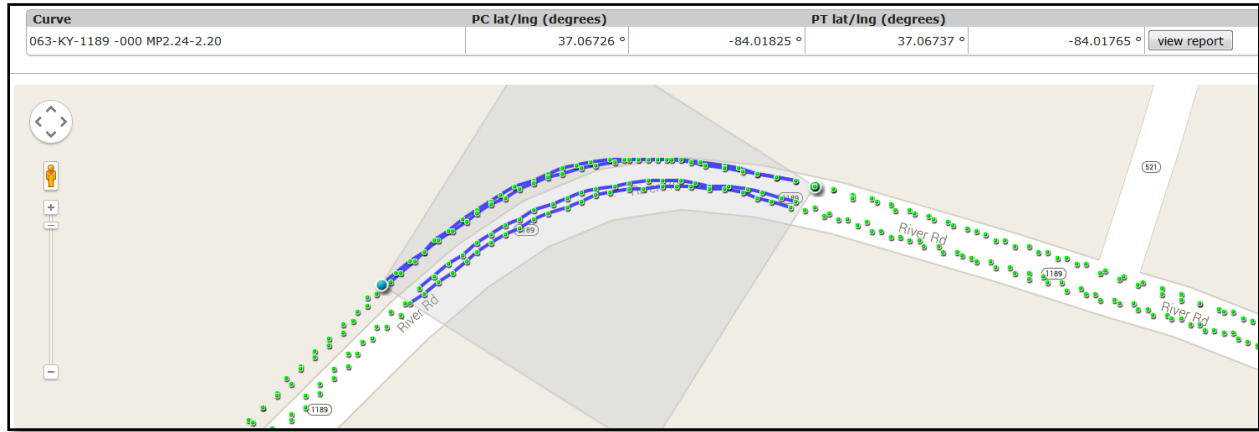 Curve PC lat/lng (degrees) PT lat/lng (degrees)
063-KY-1189 -000 MP2.24-2.20 37.06726 ° -84.01825 ° 37.06737 ° -84.01765 ° view report
521
1189
River Rd
1189
1189
River Rd
River Rd
1189